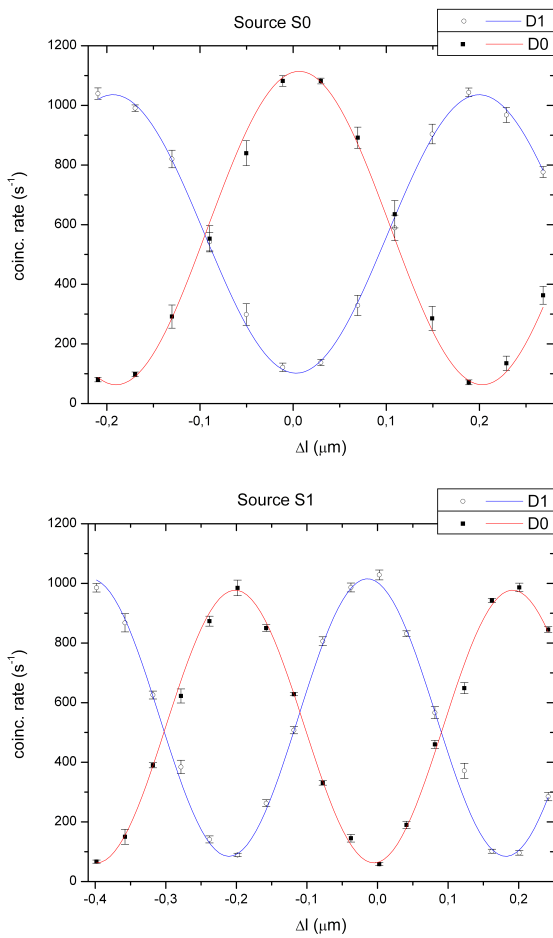 Source S0
D1
D0
1200
1000
800
600
400
200
0
coinc. rate (s⁻¹)
-0,2
-0,1
0,0
0,1
0,2
Δl (μm)
Source S1
D1
D0
1200
1000
800
600
400
200
0
coinc. rate (s⁻¹)
-0,4
-0,3
-0,2
-0,1
0,0
0,1
0,2
Δl (μm)